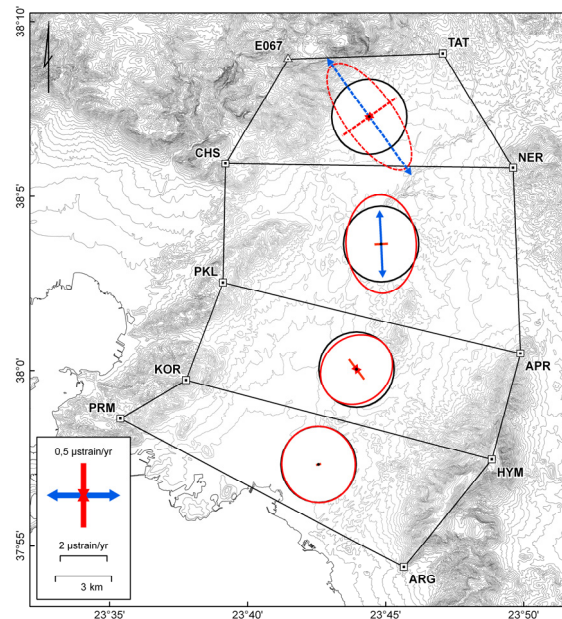 38°10'
E067
TAT
CHS
NER
38°5'
PKL
38°0'
KOR
APR
PRM
0,5 µstrain/yr
HYM
2 µstrain/yr
3 km
37°55'
ARG
23°35' 23°40' 23°45' 23°50'